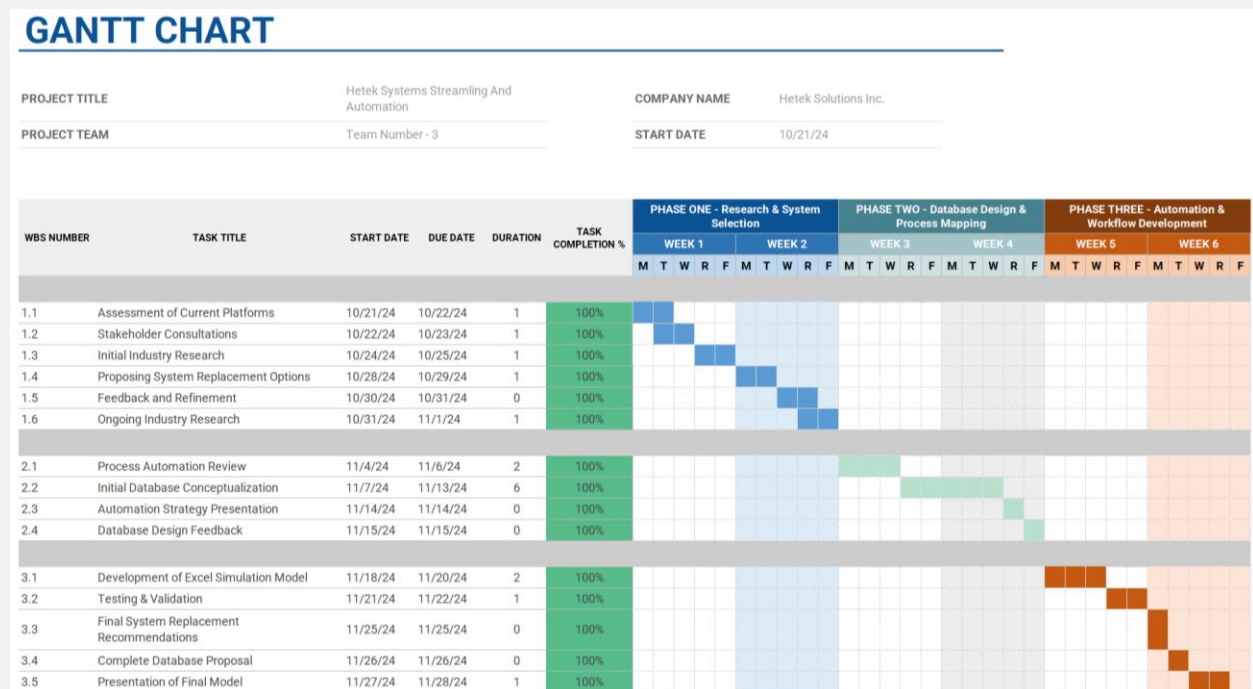 GANTT CHART
PROJECT TITLE Hetek Systems Streamling And Automation COMPANY NAME Hetek Solutions Inc.
PROJECT TEAM Team Number - 3 START DATE 10/21/24
WBS NUMBER TASK TITLE START DATE DUE DATE DURATION TASK COMPLETION % PHASE ONE - Research & System Selection PHASE TWO - Database Design & Process Mapping PHASE THREE - Automation & Workflow Development
WEEK 1 WEEK 2 WEEK 3 WEEK 4 WEEK 5 WEEK 6
M T W R F M T W R F M T W R F M T W R F M T W R F M T W R F
1.1 Assessment of Current Platforms 10/21/24 10/22/24 1 100%
1.2 Stakeholder Consultations 10/22/24 10/23/24 1 100%
1.3 Initial Industry Research 10/24/24 10/25/24 1 100%
1.4 Proposing System Replacement Options 10/28/24 10/29/24 1 100%
1.5 Feedback and Refinement 10/30/24 10/31/24 0 100%
1.6 Ongoing Industry Research 10/31/24 11/1/24 1 100%
2.1 Process Automation Review 11/4/24 11/6/24 2 100%
2.2 Initial Database Conceptualization 11/7/24 11/13/24 6 100%
2.3 Automation Strategy Presentation 11/14/24 11/14/24 0 100%
2.4 Database Design Feedback 11/15/24 11/15/24 0 100%
3.1 Development of Excel Simulation Model 11/18/24 11/20/24 2 100%
3.2 Testing & Validation 11/21/24 11/22/24 1 100%
3.3 Final System Replacement Recommendations 11/25/24 11/25/24 0 100%
3.4 Complete Database Proposal 11/26/24 11/26/24 0 100%
3.5 Presentation of Final Model 11/27/24 11/28/24 1 100%